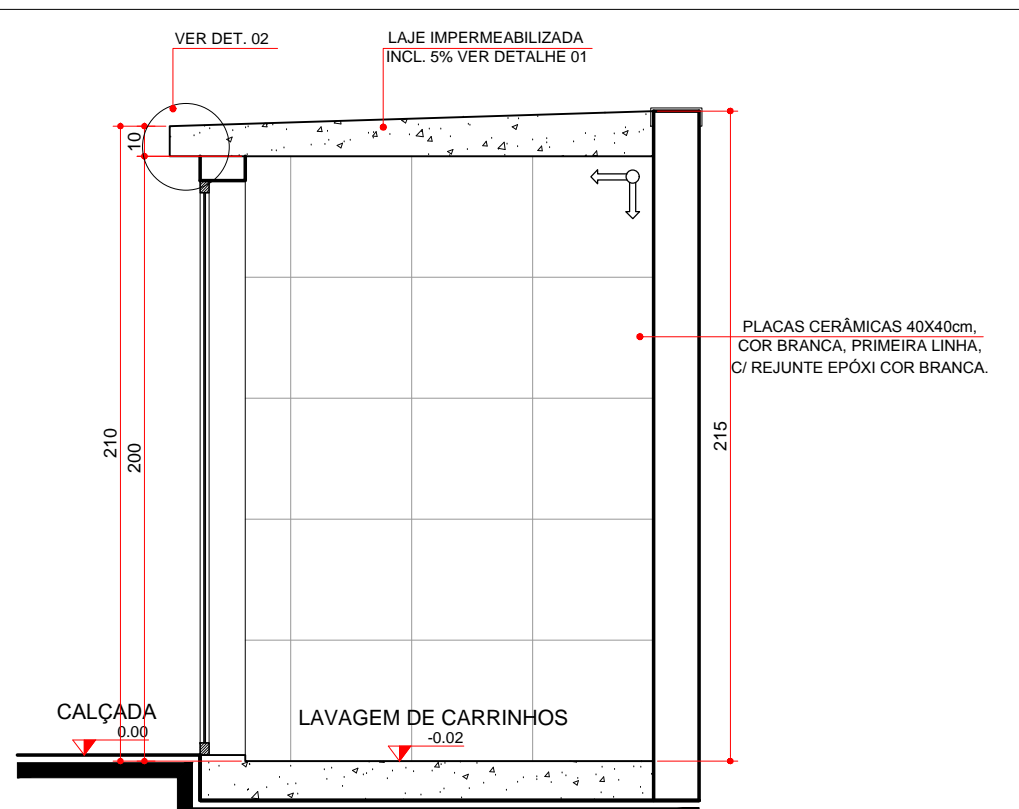 VER DET. 02
LAJE IMPERMEABILIZADA
INCL. 5% VER DETALHE 01
10
PLACAS CERÂMICAS 40X40cm,
COR BRANCA, PRIMEIRA LINHA,
C/ REJUNTE EPÓXI COR BRANCA.
210
200
215
CALÇADA
0.00
LAVAGEM DE CARRINHOS
-0.02